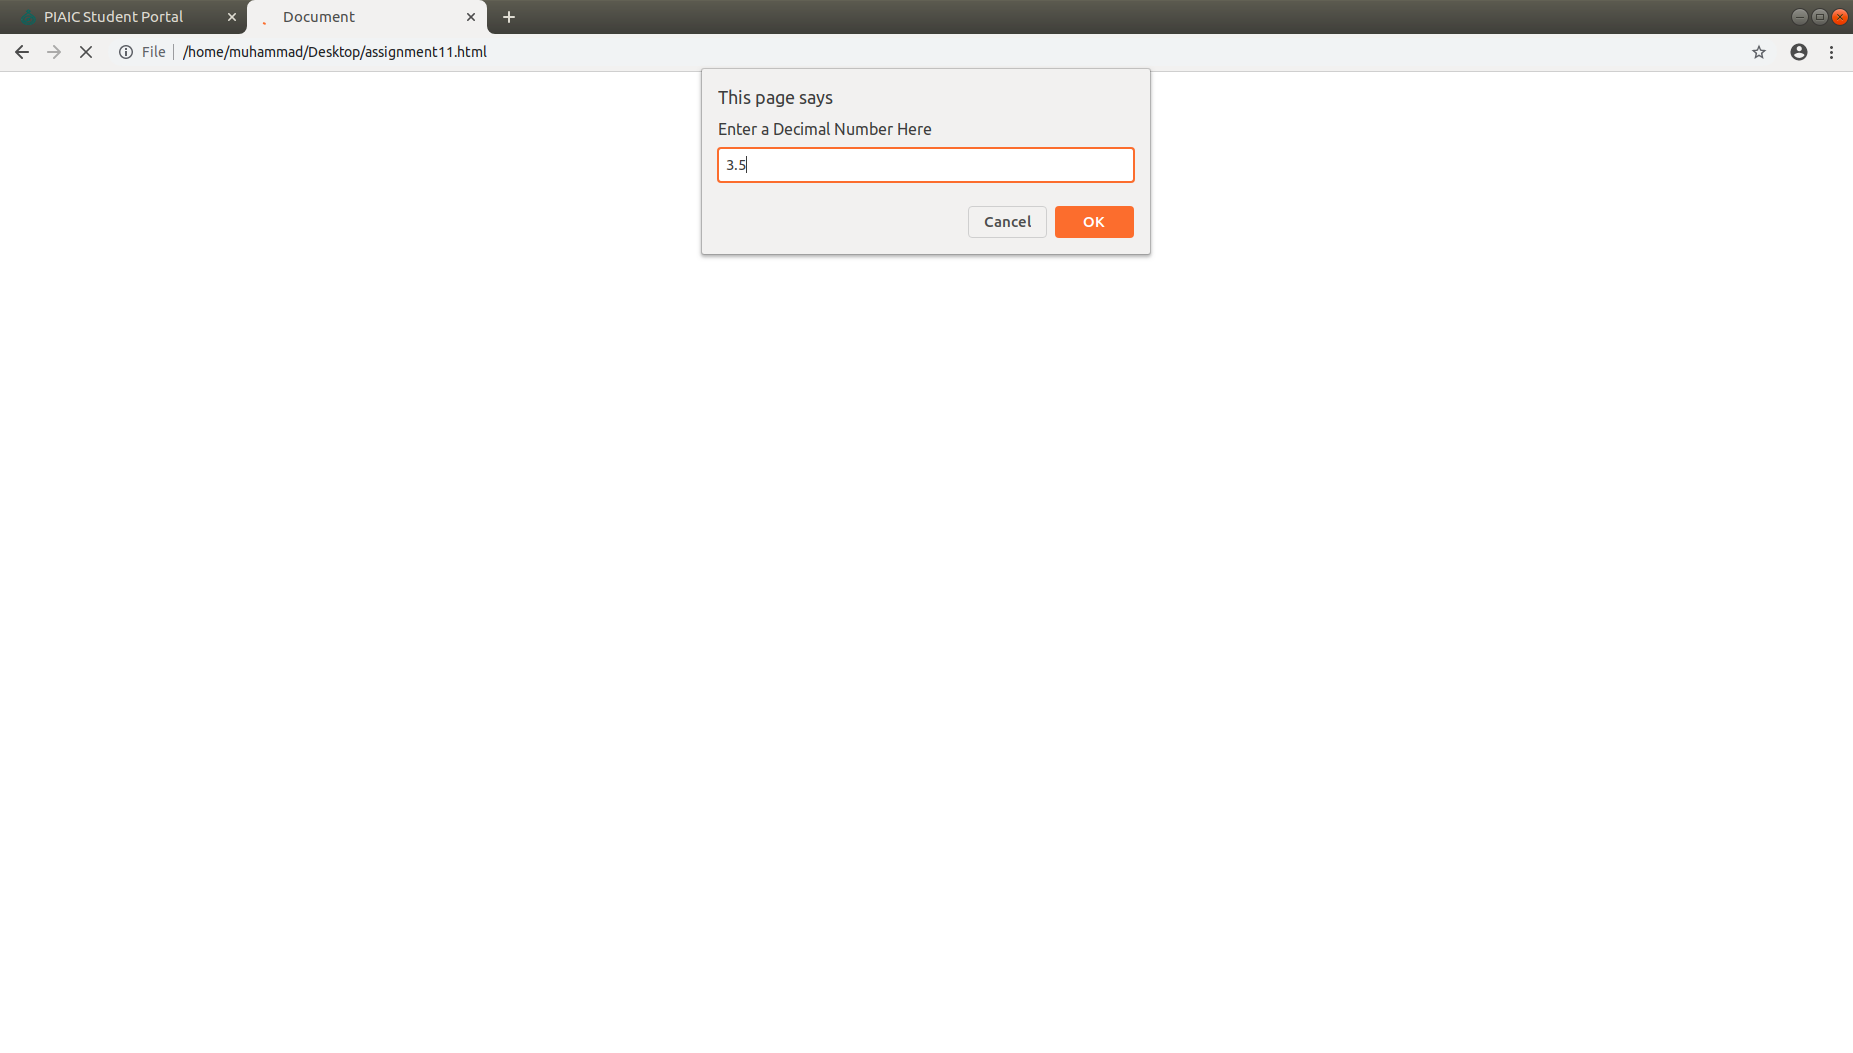 PIAIC Student Portal
Document
File
/home/muhammad/Desktop/assignment11.html
This page says
Enter a Decimal Number Here
3.5
Cancel
OK